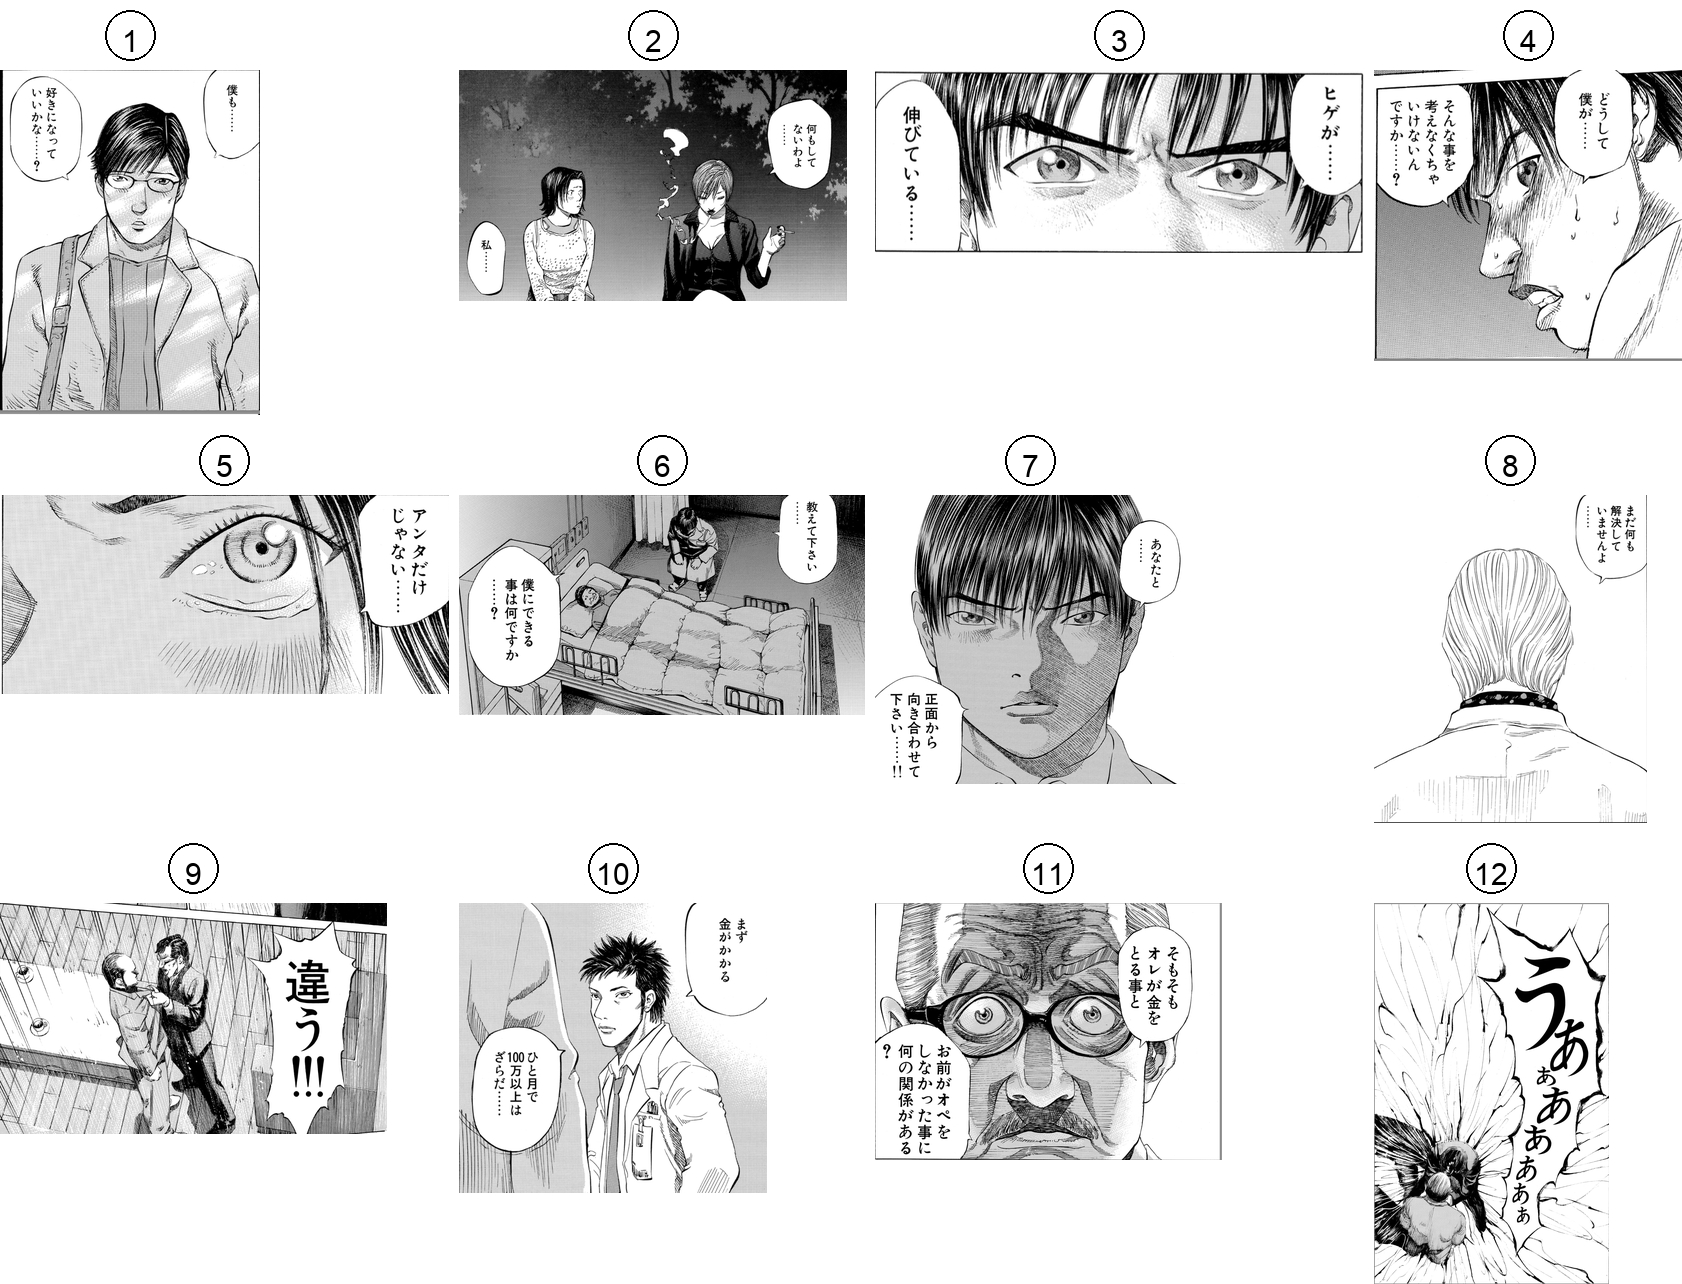 1
僕も……
好きになって
いいかな……？
2
何もして
ないわよ
……
私……
3
ヒゲが……
伸びている……
4
どうして
僕が……
そんな事を
考えなくちゃ
いけないん
ですか……？
5
アンタだけ
じゃない……
6
教えて下さい
……
僕にできる
事は何ですか
……？
7
あなたと
……
正面から
向き合わせて
下さい……!!
8
まだ何も
解決して
いませんよ
……
9
違う!!!
10
まず
金がかかる
ひと月で
100万以上は
ざらだ……
11
そもそも
オレが金を
とる事と
お前がオペを
しなかった事に
何の関係がある
？
12
うあぁあぁあぁぁ